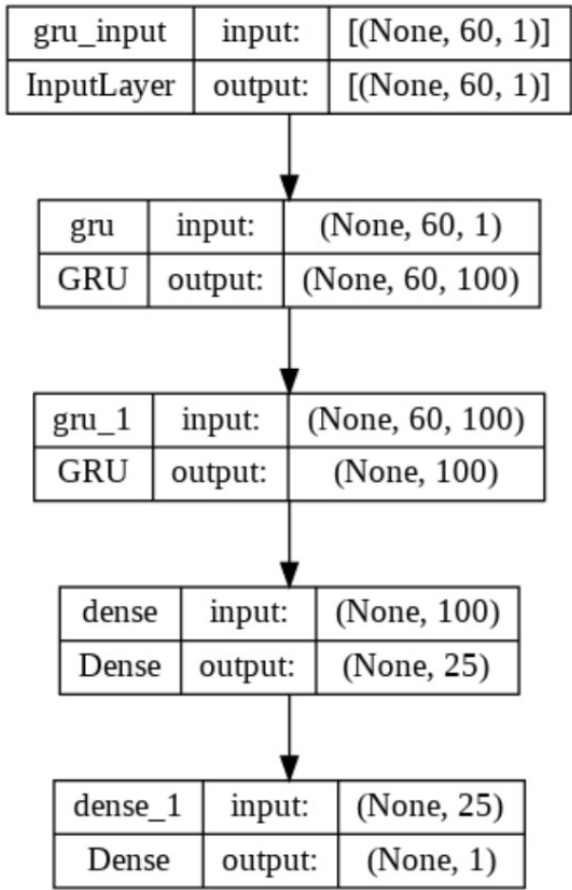 gru_input input: [(None, 60, 1)]
InputLayer output: [(None, 60, 1)]
gru input: (None, 60, 1)
GRU output: (None, 60, 100)
gru_1 input: (None, 60, 100)
GRU output: (None, 100)
dense input: (None, 100)
Dense output: (None, 25)
dense_1 input: (None, 25)
Dense output: (None, 1)